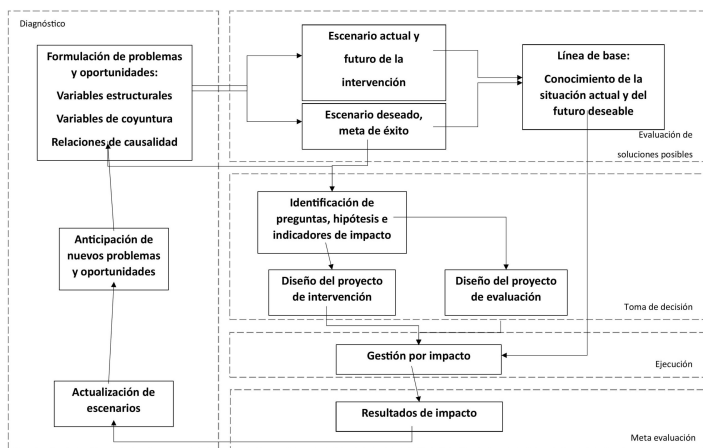 Diagnóstico
Formulación de problemas
y oportunidades:
Variables estructurales
Variables de coyuntura
Relaciones de causalidad
Escenario actual y
futuro de la
intervención
Escenario deseado,
meta de éxito
Línea de base:
Conocimiento de la
situación actual y del
futuro deseable
Evaluación de
soluciones posibles
Identificación de
preguntas, hipótesis e
indicadores de impacto
Anticipación de
nuevos problemas
y oportunidades
Diseño del proyecto
de intervención
Diseño del proyecto
de evaluación
Toma de decisión
Gestión por impacto
Ejecución
Actualización de
escenarios
Resultados de impacto
Meta evaluación